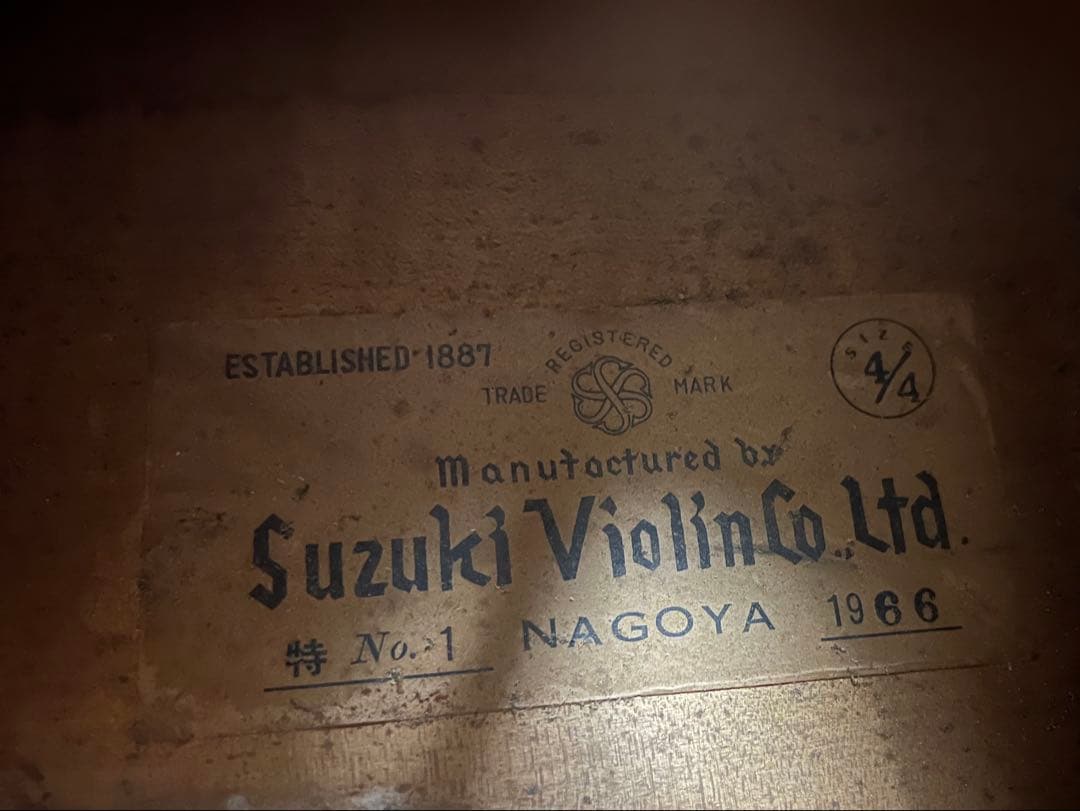 ESTABLISHED 1887
REGISTERED
TRADE MARK
SIZE
4/4
Manufactured by
Suzuki Violin Co., Ltd.
特 No. 1 NAGOYA 1966